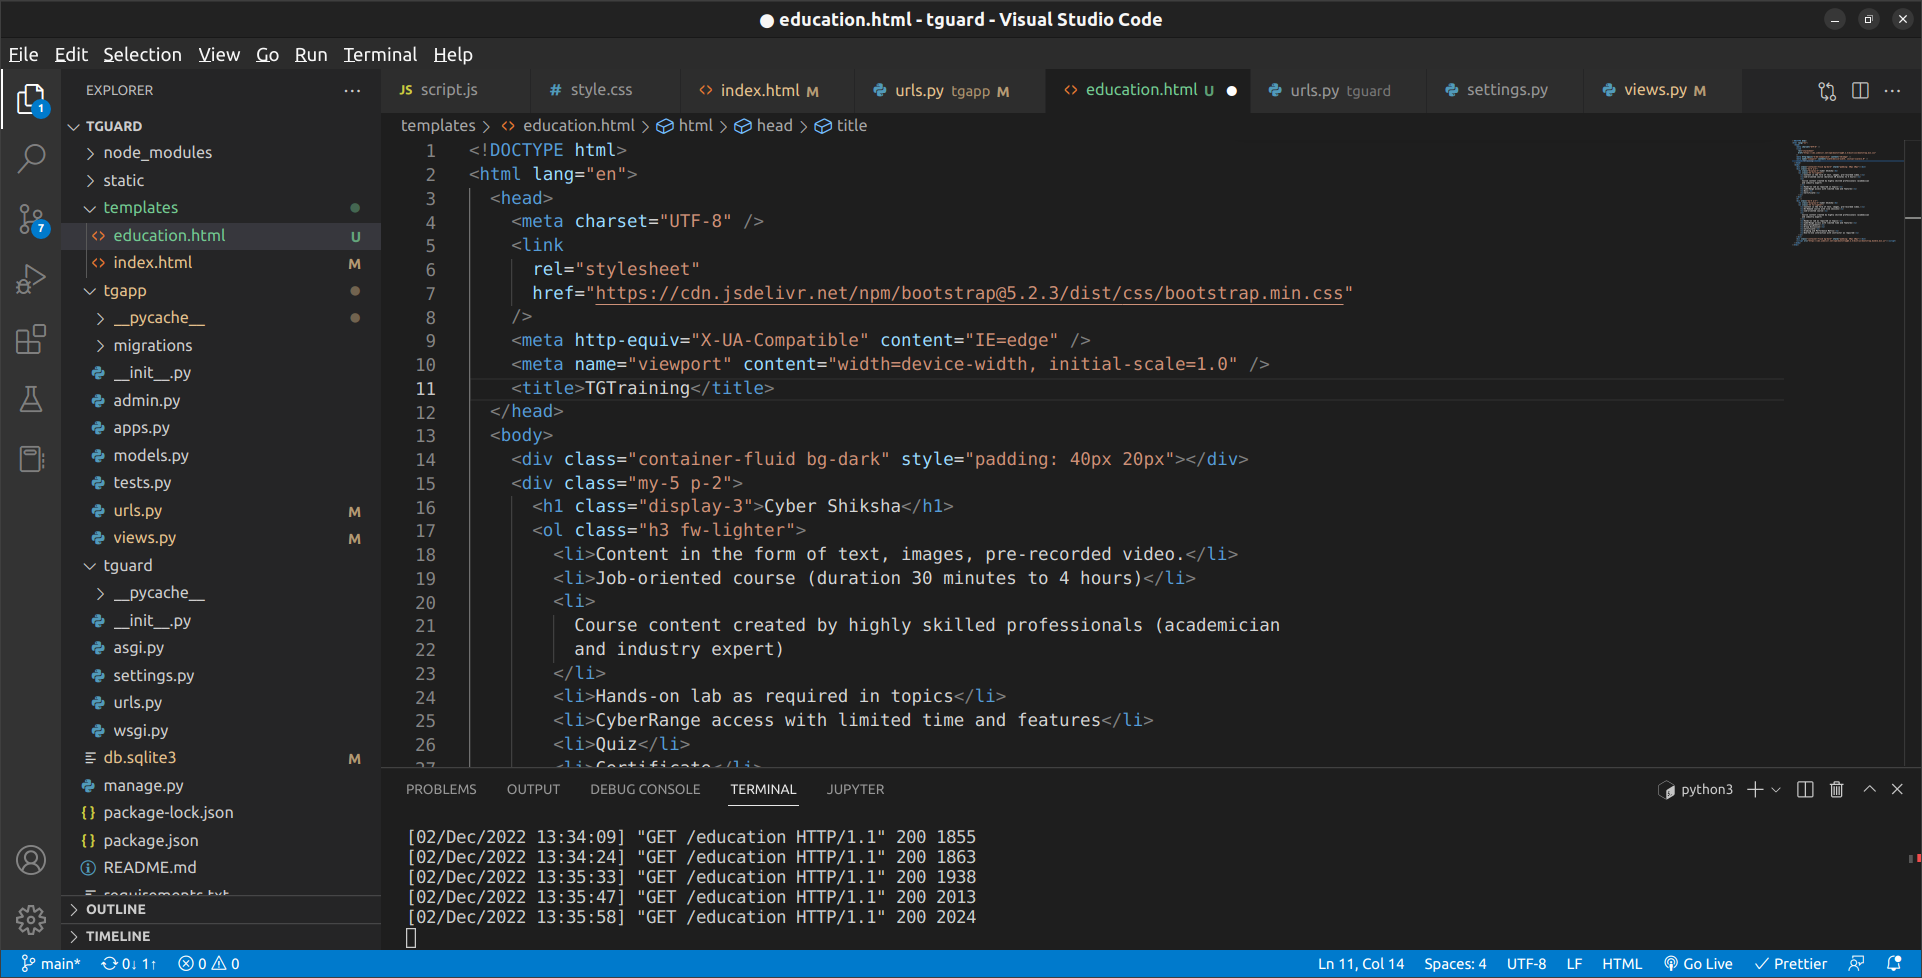 education.html - tguard - Visual Studio Code
File Edit Selection View Go Run Terminal Help
EXPLORER
TGUARD
node_modules
static
templates
education.html U
index.html M
tgapp
__pycache__
migrations
__init__.py
admin.py
apps.py
models.py
tests.py
urls.py M
views.py M
tguard
__pycache__
__init__.py
asgi.py
settings.py
urls.py
wsgi.py
db.sqlite3 M
manage.py
package-lock.json
package.json
README.md
requirements.txt
OUTLINE
TIMELINE
1
7
JS script.js # style.css <> index.html M urls.py tgapp M <> education.html U urls.py tguard settings.py views.py M
templates > <> education.html > html > head > title
1 <!DOCTYPE html>
2 <html lang="en">
3 <head>
4 <meta charset="UTF-8" />
5 <link
6 rel="stylesheet"
7 href="https://cdn.jsdelivr.net/npm/bootstrap@5.2.3/dist/css/bootstrap.min.css"
8 />
9 <meta http-equiv="X-UA-Compatible" content="IE=edge" />
10 <meta name="viewport" content="width=device-width, initial-scale=1.0" />
11 <title>TGTraining</title>
12 </head>
13 <body>
14 <div class="container-fluid bg-dark" style="padding: 40px 20px"></div>
15 <div class="my-5 p-2">
16 <h1 class="display-3">Cyber Shiksha</h1>
17 <ol class="h3 fw-lighter">
18 <li>Content in the form of text, images, pre-recorded video.</li>
19 <li>Job-oriented course (duration 30 minutes to 4 hours)</li>
20 <li>
21 Course content created by highly skilled professionals (academician
22 and industry expert)
23 </li>
24 <li>Hands-on lab as required in topics</li>
25 <li>CyberRange access with limited time and features</li>
26 <li>Quiz</li>
27 <li>Certificate</li>
PROBLEMS OUTPUT DEBUG CONSOLE TERMINAL JUPYTER
python3
[02/Dec/2022 13:34:09] "GET /education HTTP/1.1" 200 1855
[02/Dec/2022 13:34:24] "GET /education HTTP/1.1" 200 1863
[02/Dec/2022 13:35:33] "GET /education HTTP/1.1" 200 1938
[02/Dec/2022 13:35:47] "GET /education HTTP/1.1" 200 2013
[02/Dec/2022 13:35:58] "GET /education HTTP/1.1" 200 2024
main* 0↓ 1↑ 0 0 Ln 11, Col 14 Spaces: 4 UTF-8 LF HTML Go Live Prettier